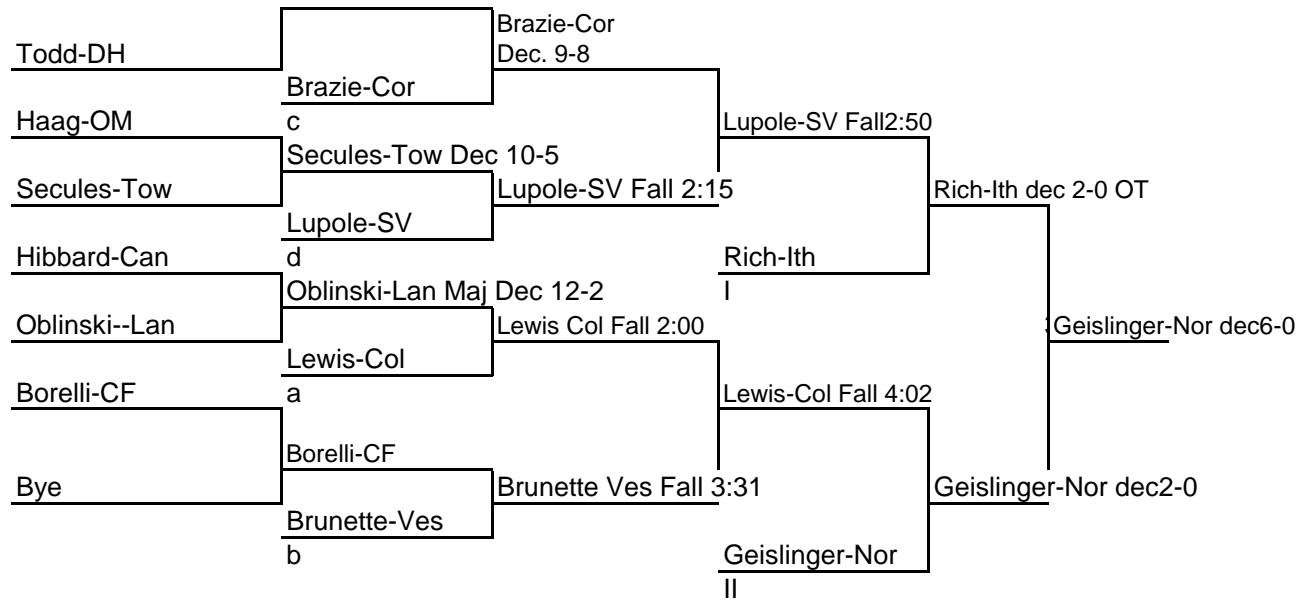 Brazie-Cor
Todd-DH
Dec. 9-8
Brazie-Cor
Haag-OM
c
Lupole-SV Fall2:50
Secules-Tow Dec 10-5
Secules-Tow
Lupole-SV Fall 2:15
Rich-Ith dec 2-0 OT
Lupole-SV
Hibbard-Can
d
Rich-Ith
Oblinski-Lan Maj Dec 12-2
I
Oblinski--Lan
Lewis Col Fall 2:00
Geislinger-Nor dec6-0
Lewis-Col
Borelli-CF
a
Lewis-Col Fall 4:02
Borelli-CF
Bye
Brunette Ves Fall 3:31
Geislinger-Nor dec2-0
Brunette-Ves
b
Geislinger-Nor
II